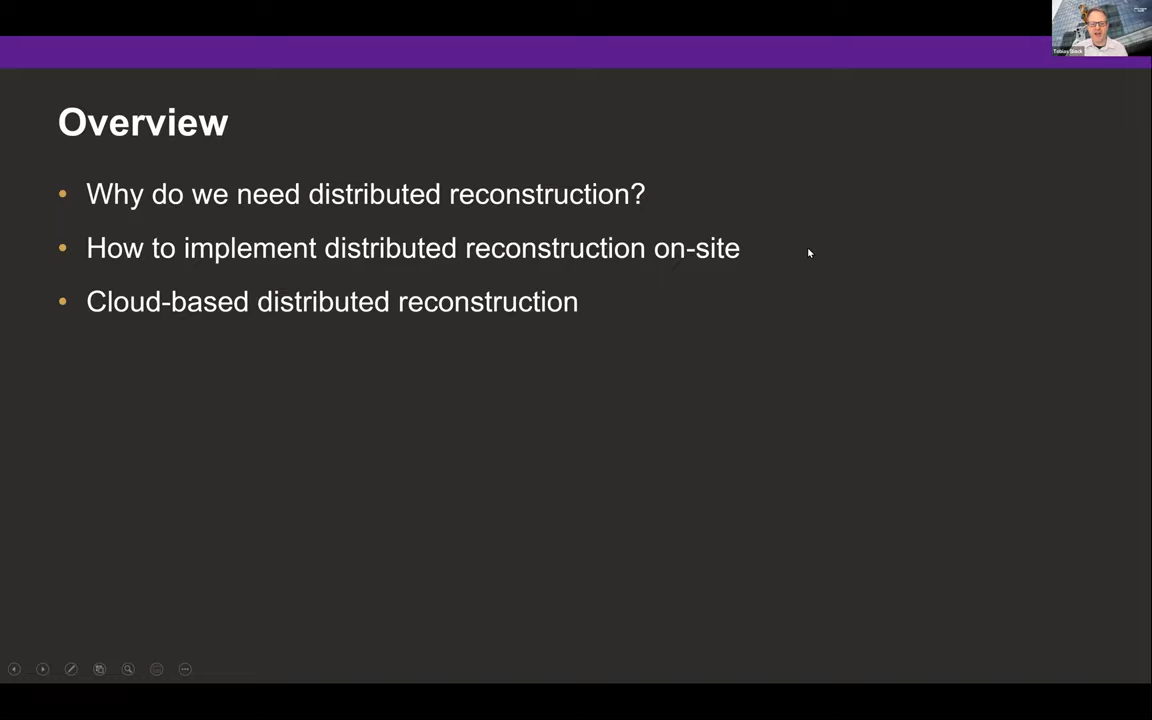 Overview
• Why do we need distributed reconstruction?
• How to implement distributed reconstruction on-site
• Cloud-based distributed reconstruction